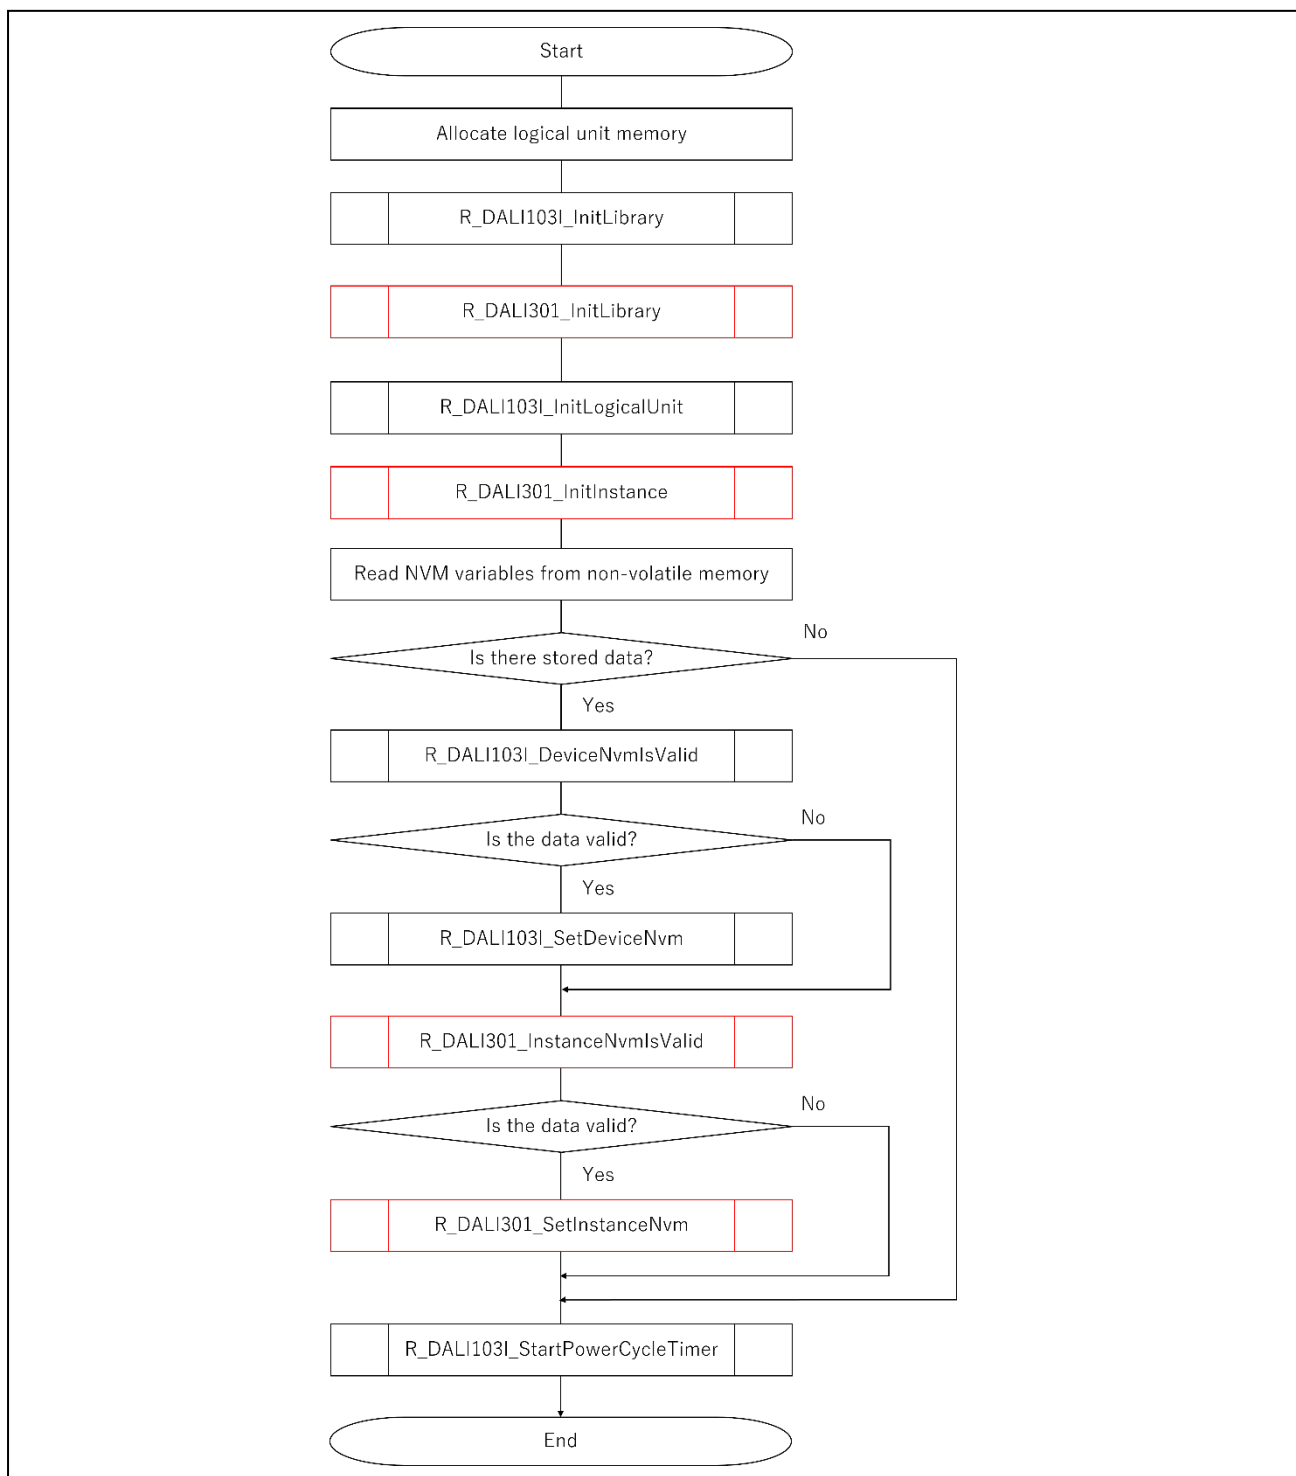 Start
Allocate logical unit memory
R_DALI103I_InitLibrary
R_DALI301_InitLibrary
R_DALI103I_InitLogicalUnit
R_DALI301_InitInstance
Read NVM variables from non-volatile memory
No
Is there stored data?
Yes
R_DALI103I_DeviceNvmIsValid
No
Is the data valid?
Yes
R_DALI103I_SetDeviceNvm
R_DALI301_InstanceNvmIsValid
No
Is the data valid?
Yes
R_DALI301_SetInstanceNvm
R_DALI103I_StartPowerCycleTimer
End